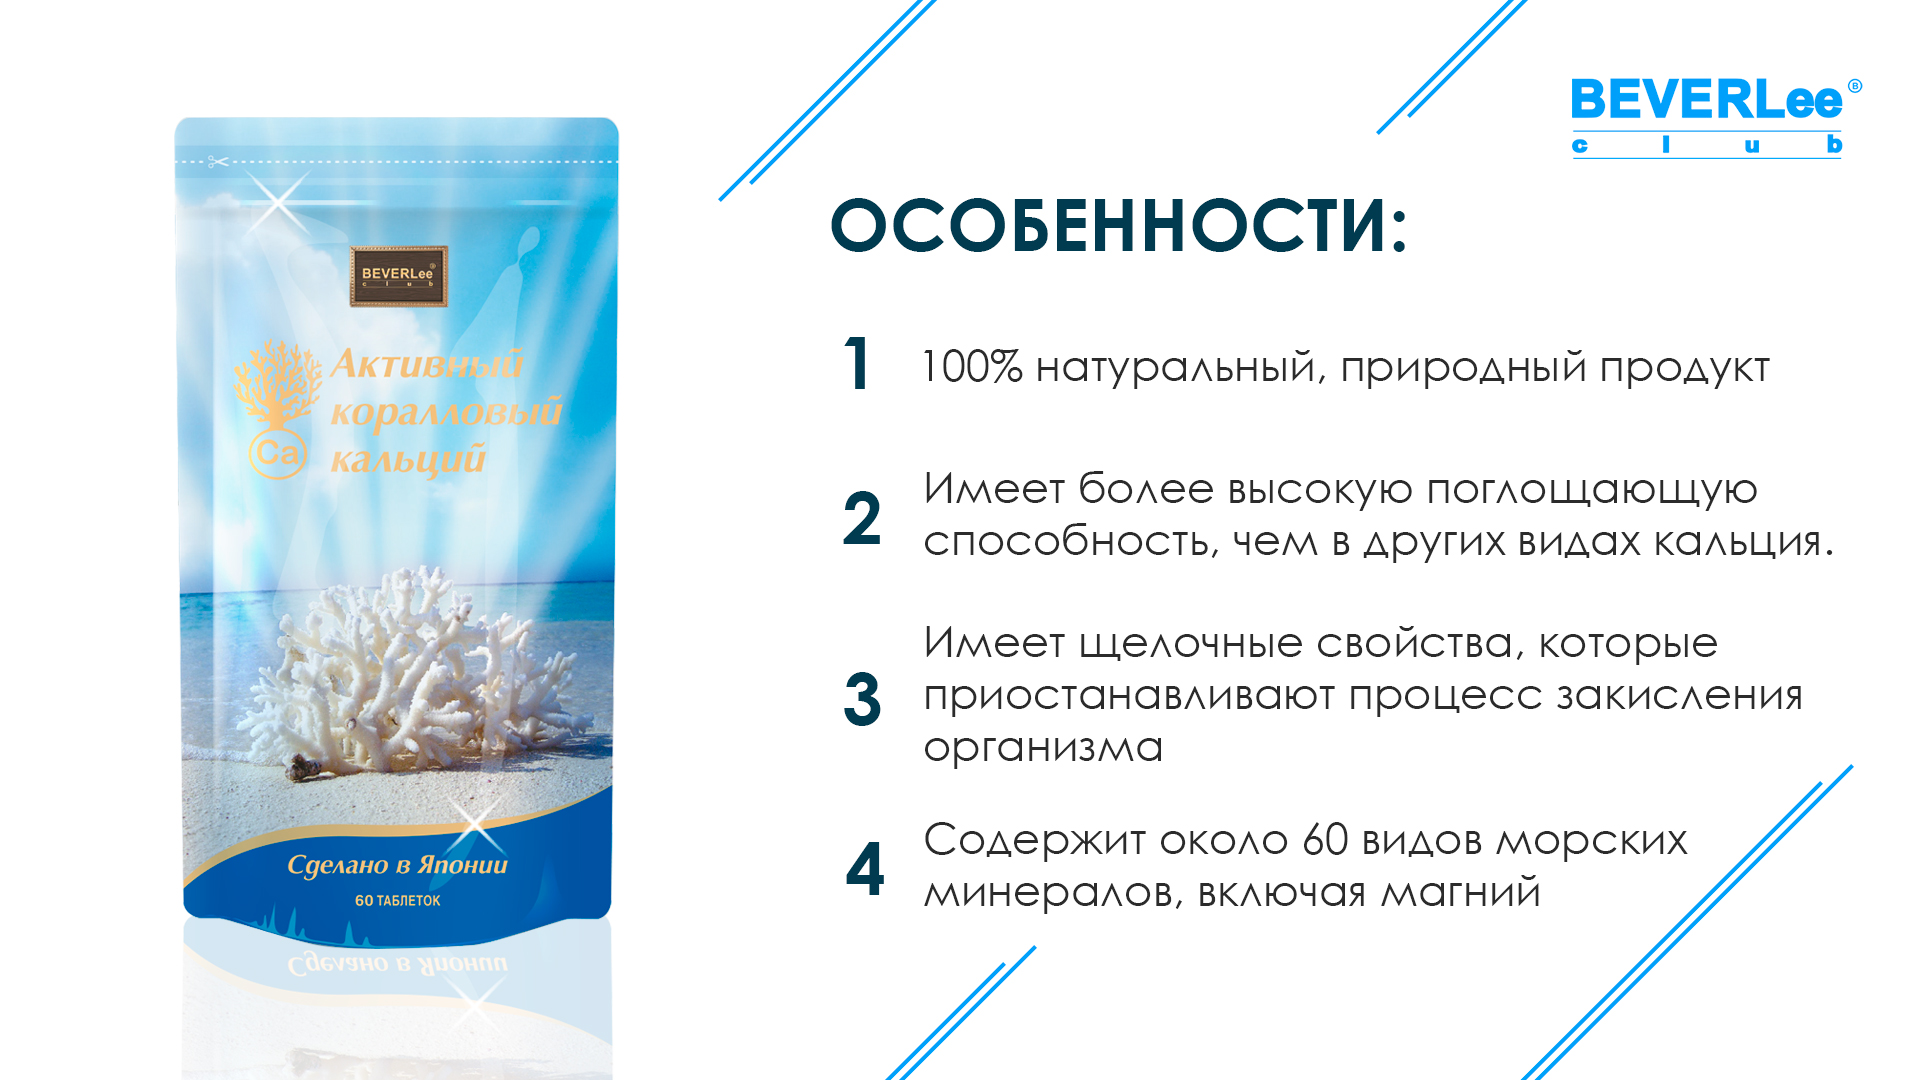 BEVERLee
club
BEVERLee
club
Активный
коралловый
кальций
Ca
Сделано в Японии
60 ТАБЛЕТОК
ОСОБЕННОСТИ:
1 100% натуральный, природный продукт
2 Имеет более высокую поглощающую
способность, чем в других видах кальция.
3 Имеет щелочные свойства, которые
приостанавливают процесс закисления
организма
4 Содержит около 60 видов морских
минералов, включая магний